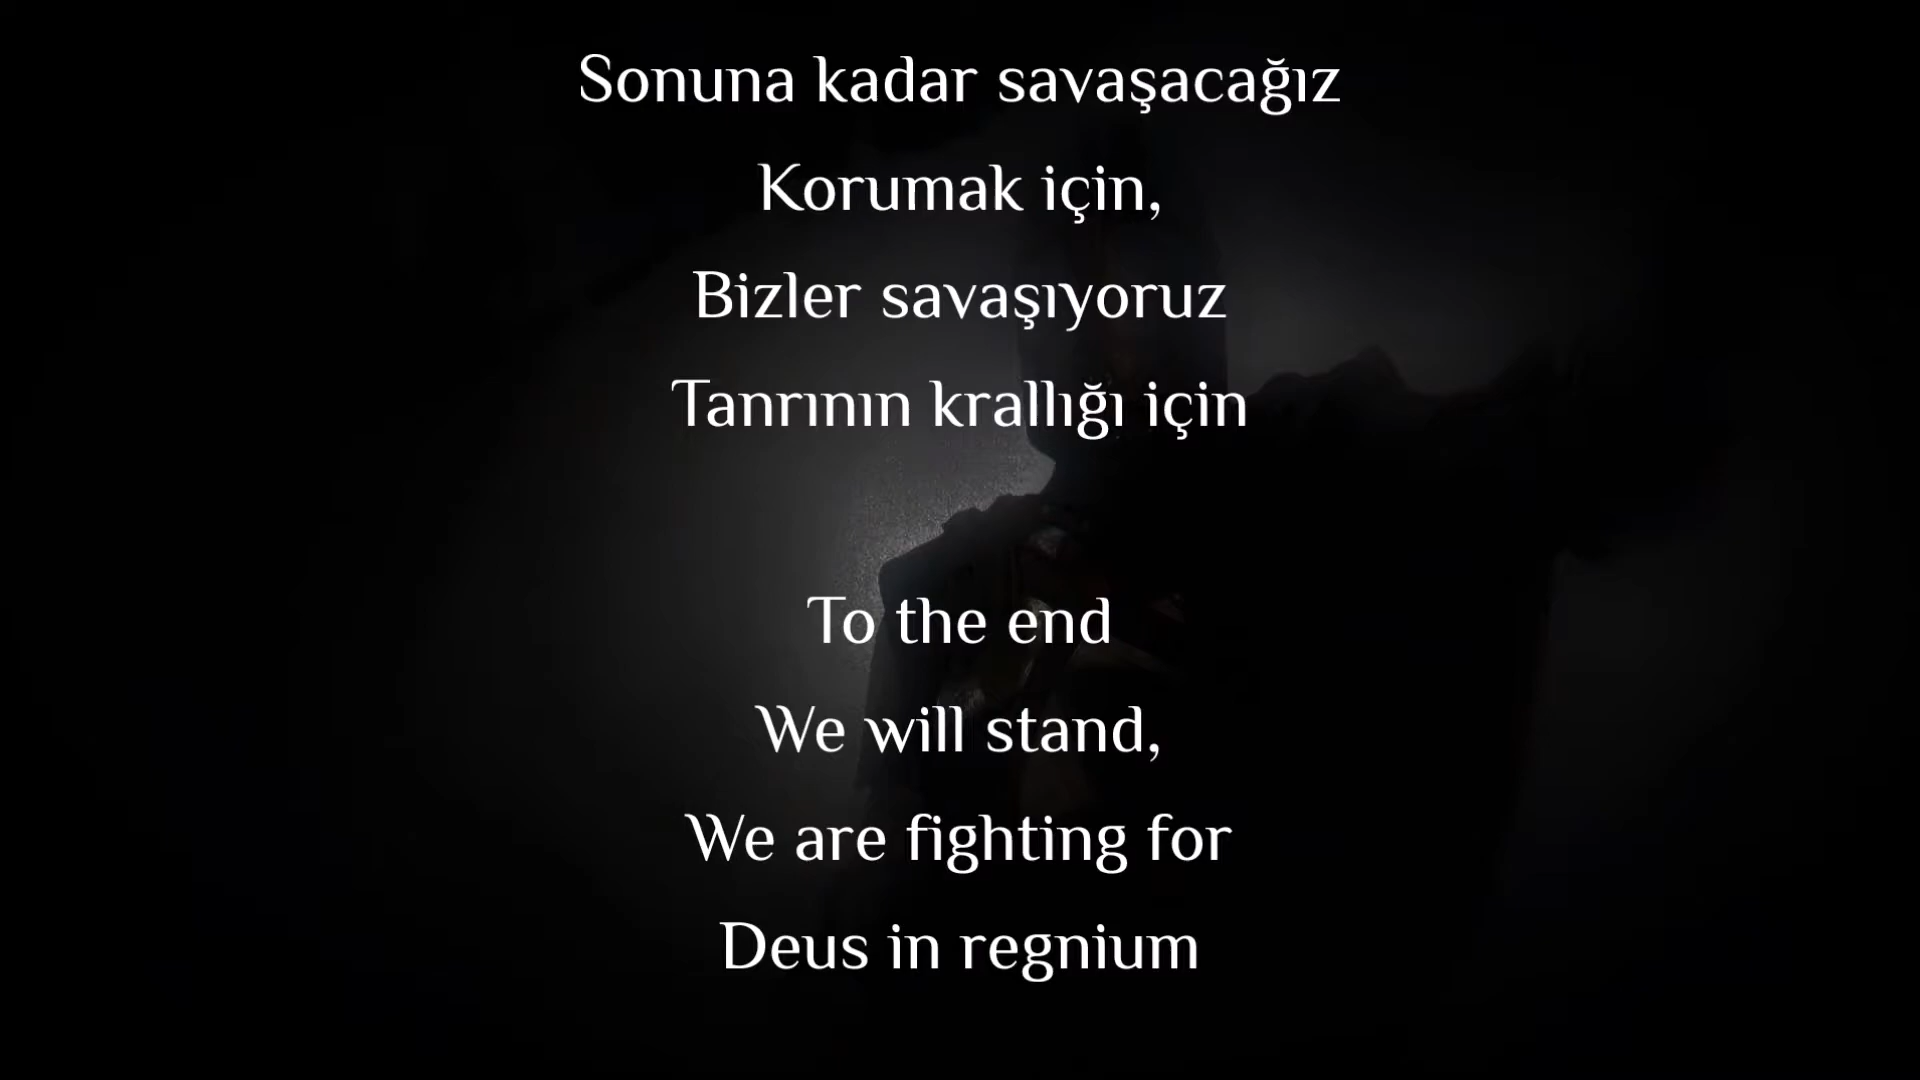 Sonuna kadar savaşacağız
Korumak için,
Bizler savaşıyoruz
Tanrının krallığı için
To the end
We will stand,
We are fighting for
Deus in regnium